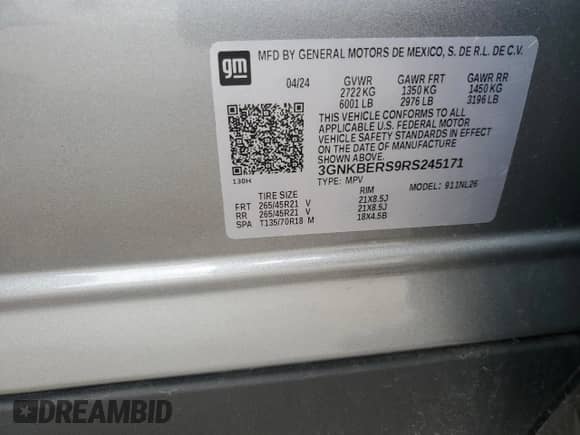 gm
MFD BY GENERAL MOTORS DE MEXICO, S. DE R.L. DE C.V.
04/24 GVWR GAWR FRT GAWR RR
2722 KG 1350 KG 1450 KG
6001 LB 2976 LB 3196 LB
THIS VEHICLE CONFORMS TO ALL
APPLICABLE U.S. FEDERAL MOTOR
VEHICLE SAFETY STANDARDS IN EFFECT
ON THE DATE OF MANUFACTURE
SHOWN ABOVE.
3GNKBERS9RS245171
130H
TYPE: MPV MODEL: 911NL26
TIRE SIZE RIM
FRT 265/45R21 V 21X8.5J
RR 265/45R21 V 21X8.5J
SPA T135/70R18 M 18X4.5B
DREAMBID